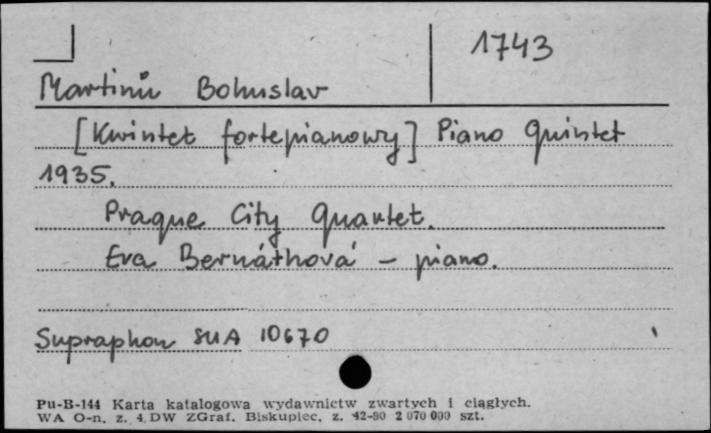 1743
Martinů Bohuslav
[Kwintet fortepianowy] Piano Quintet
1935.
Prague City Quartet.
Eva Bernáthová – piano.
Supraphon SUA 10670
Pu-B-144 Karta katalogowa wydawnictw zwartych i ciągłych.
WA O-n. z. 4. DW ZGraf. Biskupiec, z. 42-80 2 070 000 szt.